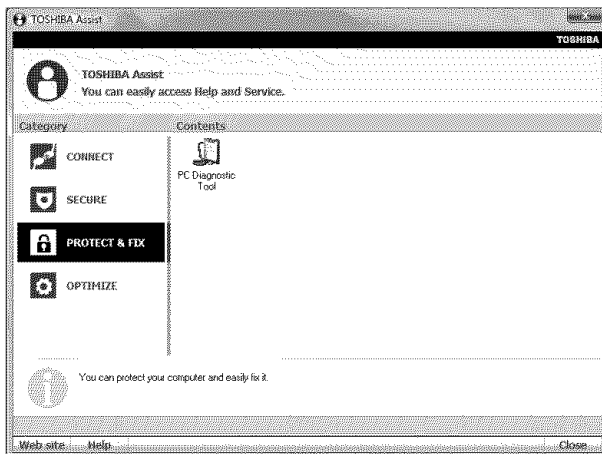 TOSHIBA Assist
TOSHIBA
TOSHIBA Assist
You can easily access Help and Service.
Category
Contents
CONNECT
SECURE
PROTECT & FIX
OPTIMIZE
PC Diagnostic
Tool
You can protect your computer and easily fix it.
Web site
Help
Close